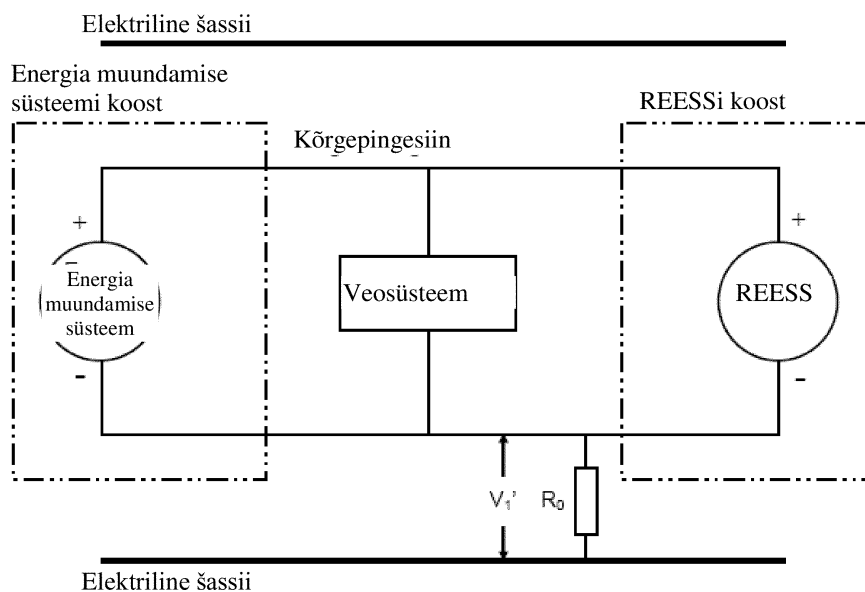 Elektriline šassii
Energia muundamise
süsteemi koost
REESSi koost
Kõrgepingesiin
+
+
Energia
muundamise
süsteem
Veosüsteem
REESS
-
-
V₁’
R₀
Elektriline šassii